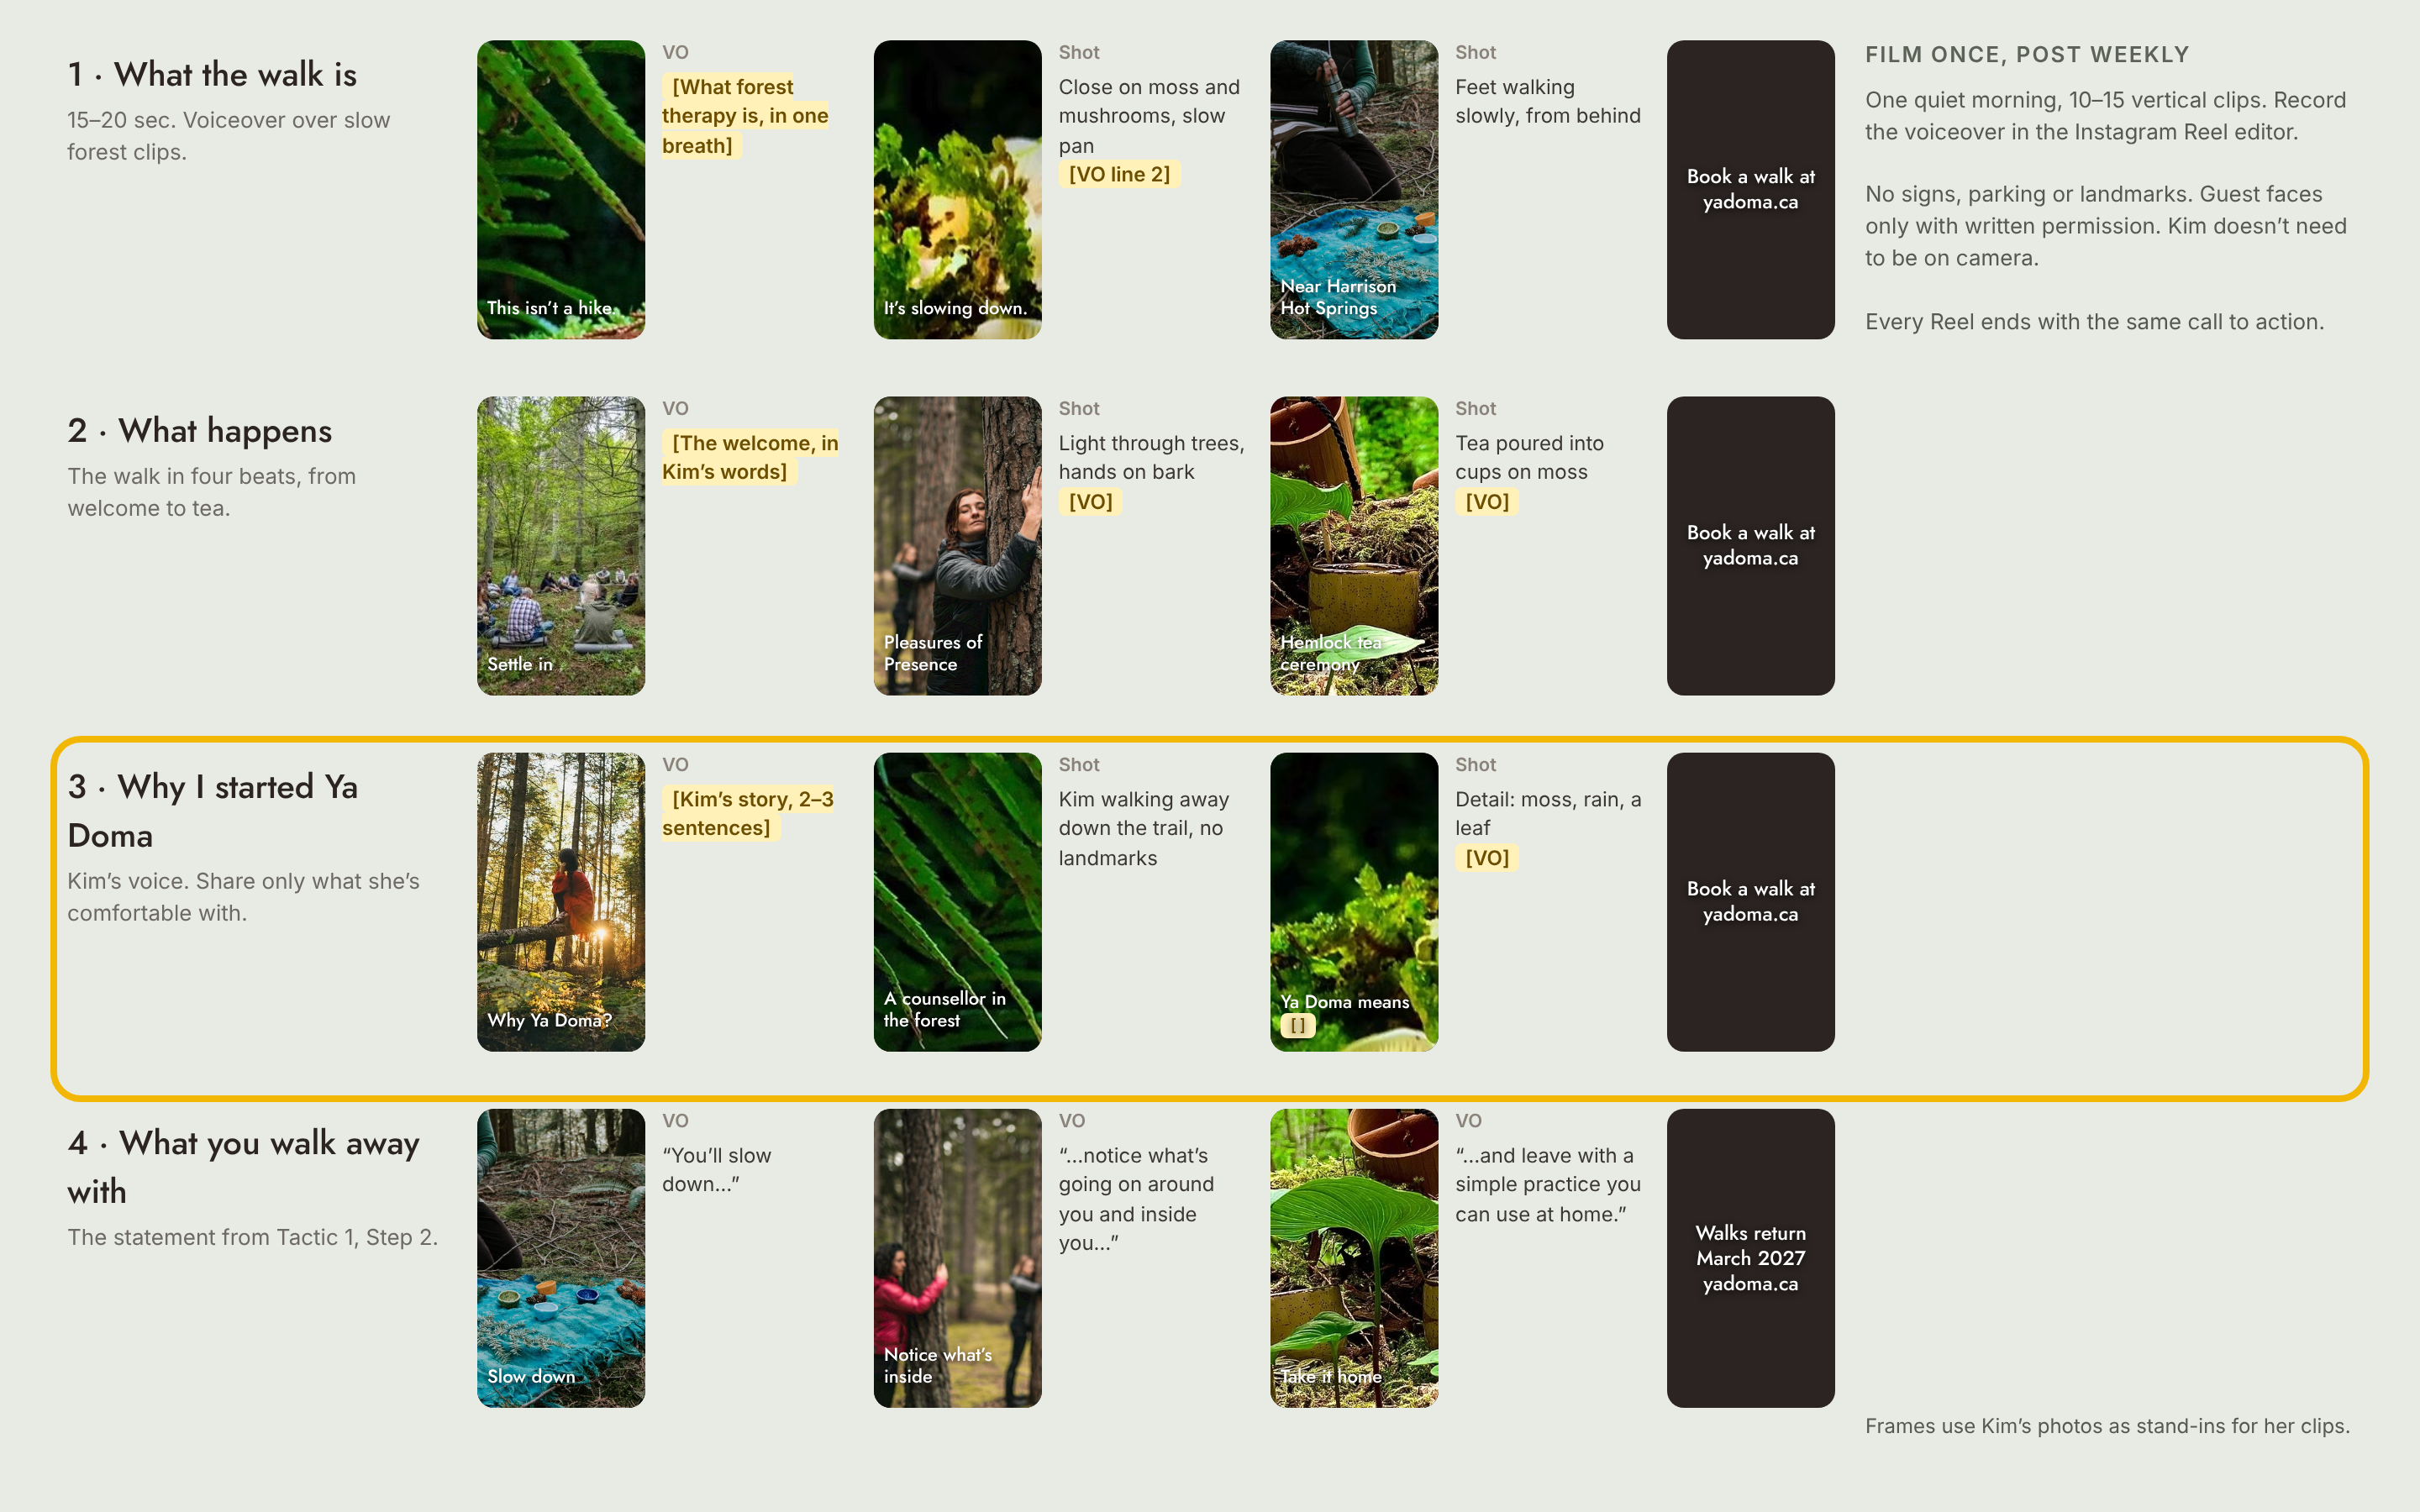 1 · What the walk is
15–20 sec. Voiceover over slow
forest clips.
This isn’t a hike.
VO
[What forest
therapy is, in one
breath]
It’s slowing down.
Shot
Close on moss and
mushrooms, slow
pan
[VO line 2]
Near Harrison
Hot Springs
Shot
Feet walking
slowly, from behind
Book a walk at
yadoma.ca
FILM ONCE, POST WEEKLY
One quiet morning, 10–15 vertical clips. Record
the voiceover in the Instagram Reel editor.
No signs, parking or landmarks. Guest faces
only with written permission. Kim doesn’t need
to be on camera.
Every Reel ends with the same call to action.
2 · What happens
The walk in four beats, from
welcome to tea.
Settle in
VO
[The welcome, in
Kim’s words]
Pleasures of
Presence
Shot
Light through trees,
hands on bark
[VO]
Hemlock tea
ceremony
Shot
Tea poured into
cups on moss
[VO]
Book a walk at
yadoma.ca
3 · Why I started Ya
Doma
Kim’s voice. Share only what she’s
comfortable with.
Why Ya Doma?
VO
[Kim’s story, 2–3
sentences]
A counsellor in
the forest
Shot
Kim walking away
down the trail, no
landmarks
Ya Doma means
[ ]
Shot
Detail: moss, rain, a
leaf
[VO]
Book a walk at
yadoma.ca
4 · What you walk away
with
The statement from Tactic 1, Step 2.
Slow down
VO
“You’ll slow
down…”
Notice what’s
inside
VO
“…notice what’s
going on around
you and inside
you…”
Take it home
VO
“…and leave with a
simple practice you
can use at home.”
Walks return
March 2027
yadoma.ca
Frames use Kim’s photos as stand-ins for her clips.